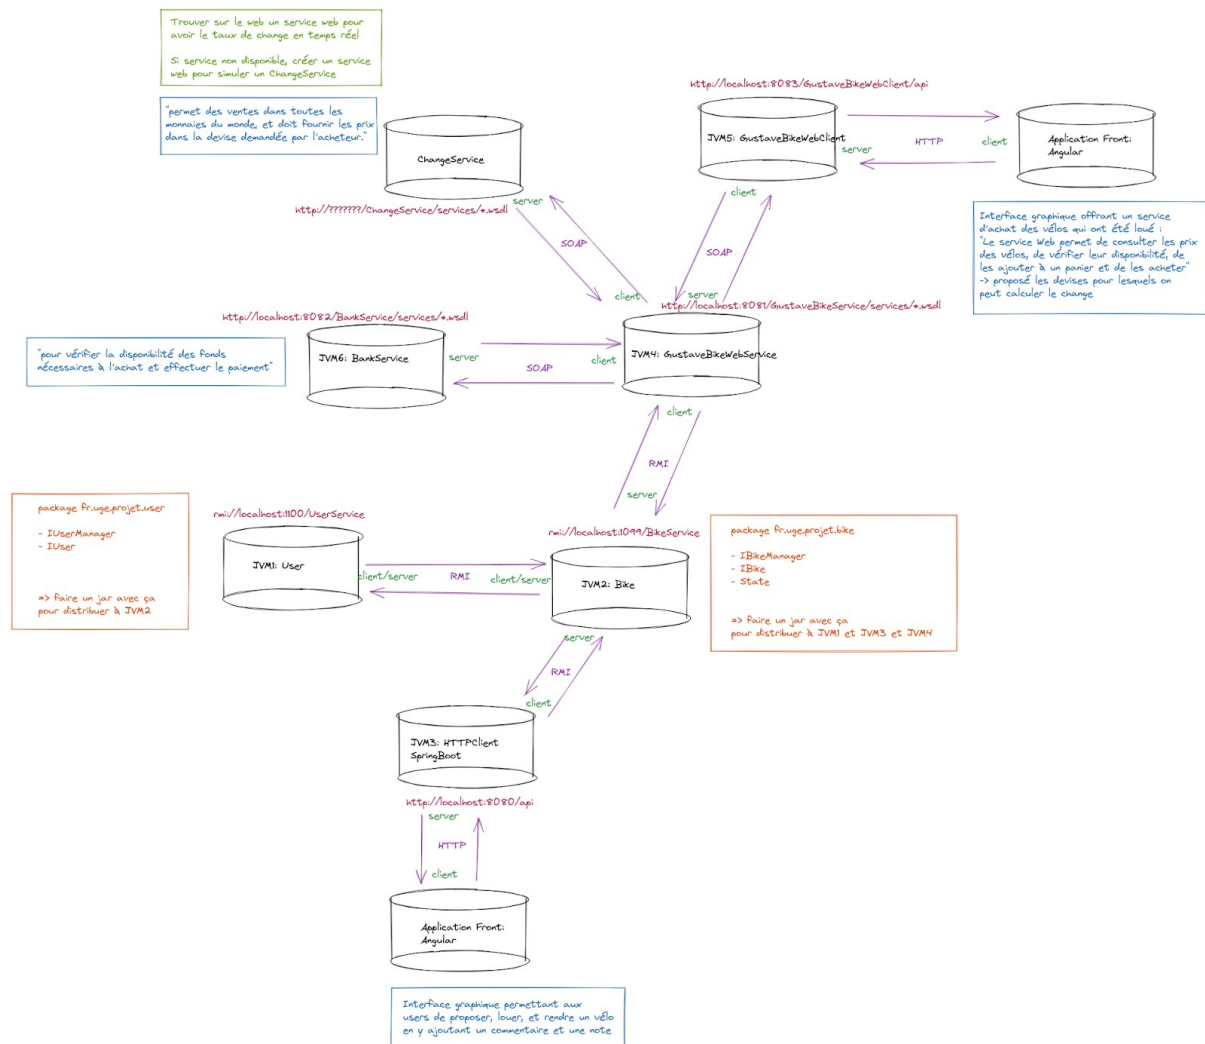 Trouver sur le web un service web pour
avoir le taux de change en temps réel
Si service non disponible, créer un service
web pour simuler un ChangeService
"permet des ventes dans toutes les
monnaies du monde, et doit fournir les prix
dans la devise demandée par l'acheteur."
ChangeService
server
http://???????/ChangeService/services/*.wsdl
SOAP
client
http://localhost:8083/GustaveBikeWebClient/api
JVM5: GustaveBikeWebClient
server
HTTP
client
Application Front:
Angular
client
SOAP
server
Interface graphique offrant un service
d'achat des vélos qui ont été loué :
"Le service Web permet de consulter les prix
des vélos, de vérifier leur disponibilité, de
les ajouter à un panier et de les acheter"
-> proposé les devises pour lesquels on
peut calculer le change
http://localhost:8081/GustaveBikeService/services/*.wsdl
http://localhost:8082/BankService/services/*.wsdl
"pour vérifier la disponibilité des fonds
nécessaires à l'achat et effectuer le paiement"
JVM6: BankService
server
client
SOAP
JVM4: GustaveBikeWebService
client
RMI
server
package fr.uge.projet.user
- IUserManager
- IUser
=> faire un jar avec ça
pour distribuer à JVM2
rmi://localhost:1100/UserService
JVM1: User
client/server
RMI
client/server
rmi://localhost:1099/BikeService
JVM2: Bike
package fr.uge.projet.bike
- IBikeManager
- IBike
- State
=> faire un jar avec ça
pour distribuer à JVM1 et JVM3 et JVM4
server
RMI
client
JVM3: HTTPClient
SpringBoot
http://localhost:8080/api
server
HTTP
client
Application Front:
Angular
Interface graphique permettant aux
users de proposer, louer, et rendre un vélo
en y ajoutant un commentaire et une note